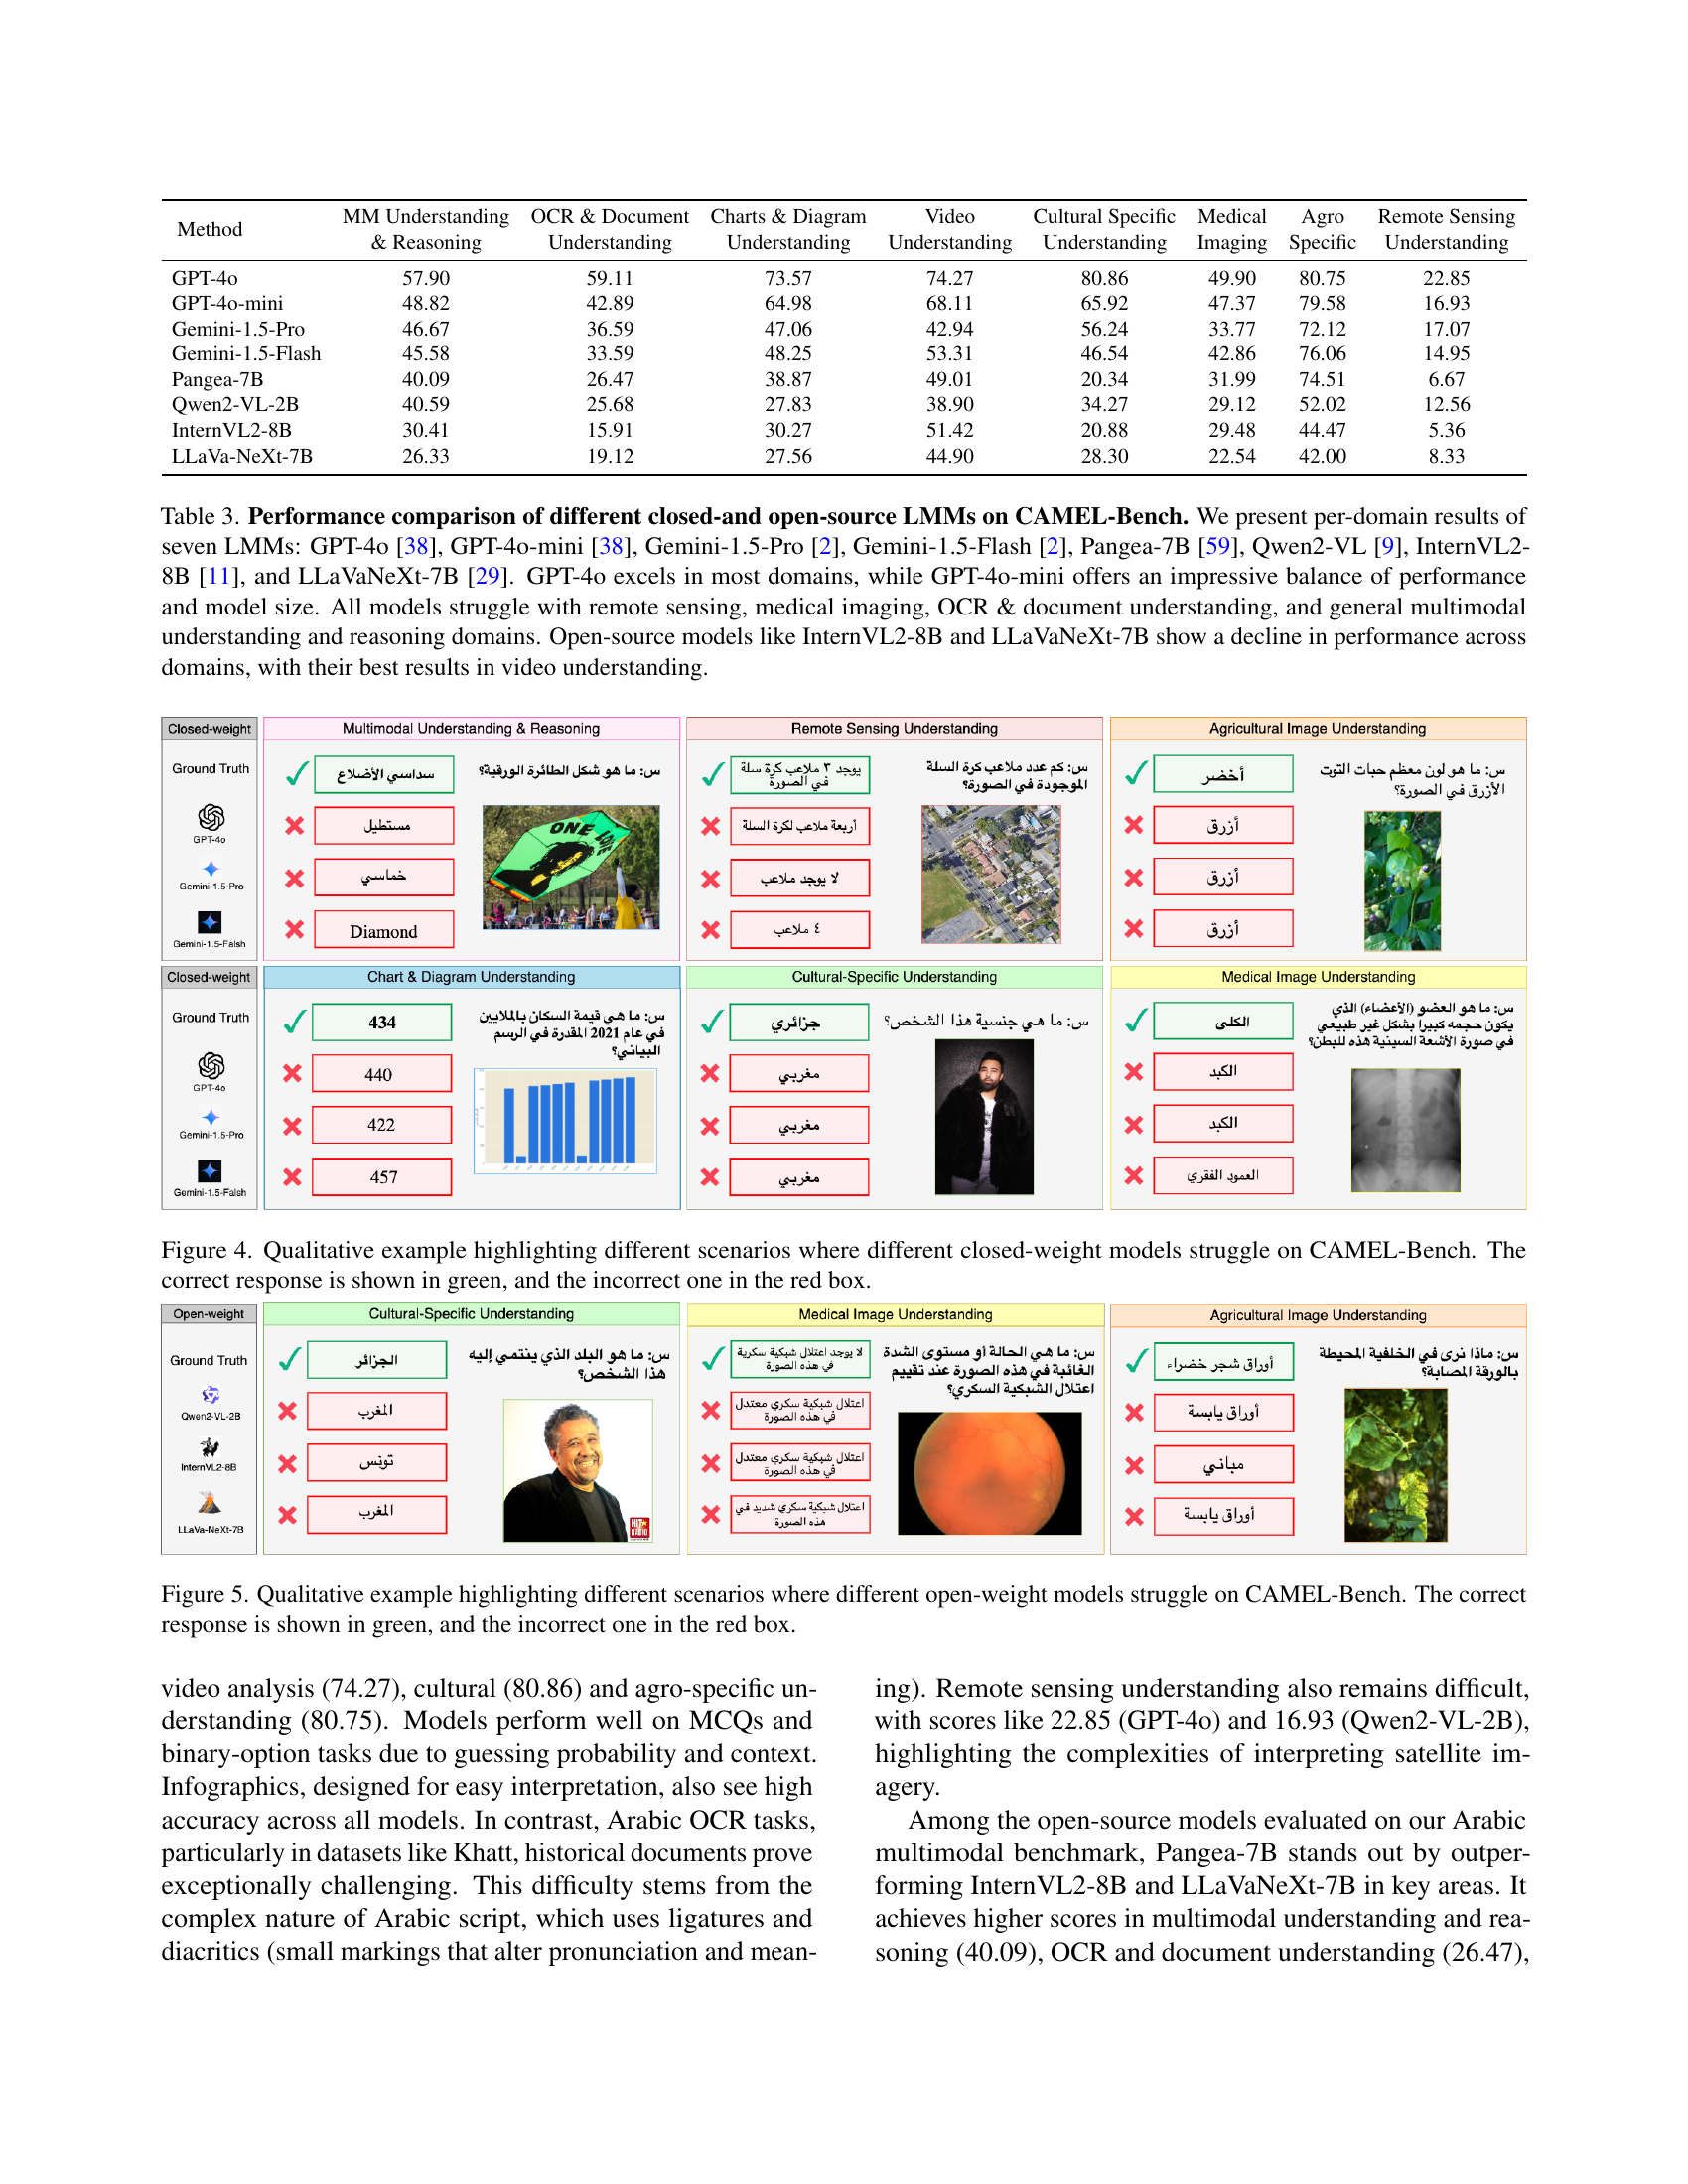 Method
MM Understanding & Reasoning
OCR & Document Understanding
Charts & Diagram Understanding
Video Understanding
Cultural Specific Understanding
Medical Imaging
Agro Specific
Remote Sensing Understanding
GPT-4o 57.90 59.11 73.57 74.27 80.86 49.90 80.75 22.85
GPT-4o-mini 48.82 42.89 64.98 68.11 65.92 47.37 79.58 16.93
Gemini-1.5-Pro 46.67 36.59 47.06 42.94 56.24 33.77 72.12 17.07
Gemini-1.5-Flash 45.58 33.59 48.25 53.31 46.54 42.86 76.06 14.95
Pangea-7B 40.09 26.47 38.87 49.01 20.34 31.99 74.51 6.67
Qwen2-VL-2B 40.59 25.68 27.83 38.90 34.27 29.12 52.02 12.56
InternVL2-8B 30.41 15.91 30.27 51.42 20.88 29.48 44.47 5.36
LLaVa-NeXt-7B 26.33 19.12 27.56 44.90 28.30 22.54 42.00 8.33
Table 3. Performance comparison of different closed-and open-source LMMs on CAMEL-Bench. We present per-domain results of
seven LMMs: GPT-4o [38], GPT-4o-mini [38], Gemini-1.5-Pro [2], Gemini-1.5-Flash [2], Pangea-7B [59], Qwen2-VL [9], InternVL2-
8B [11], and LLaVaNeXt-7B [29]. GPT-4o excels in most domains, while GPT-4o-mini offers an impressive balance of performance
and model size. All models struggle with remote sensing, medical imaging, OCR & document understanding, and general multimodal
understanding and reasoning domains. Open-source models like InternVL2-8B and LLaVaNeXt-7B show a decline in performance across
domains, with their best results in video understanding.
Closed-weight
Ground Truth
GPT-4o
Gemini-1.5-Pro
Gemini-1.5-Falsh
Multimodal Understanding & Reasoning
س: ما هو شكل الطائرة الورقية؟
سداسي الأضلاع
مستطيل
خماسي
Diamond
ONE LOVE
Remote Sensing Understanding
س: كم عدد ملاعب كرة السلة
الموجودة في الصورة؟
يوجد ٣ ملاعب كرة سلة
في الصورة
أربعة ملاعب لكرة السلة
لا يوجد ملاعب
٤ ملاعب
Agricultural Image Understanding
س: ما هو لون معظم حبات التوت
الأزرق في الصورة؟
أخضر
أزرق
أزرق
أزرق
Closed-weight
Ground Truth
GPT-4o
Gemini-1.5-Pro
Gemini-1.5-Falsh
Chart & Diagram Understanding
س: ما هي قيمة السكان بالملايين
في عام 2021 المقدرة في الرسم
البياني؟
434
440
422
457
Cultural-Specific Understanding
س: ما هي جنسية هذا الشخص؟
جزائري
مغربي
مغربي
مغربي
Medical Image Understanding
س: ما هو العضو (الأعضاء) الذي
يكون حجمه كبيراً بشكل غير طبيعي
في صورة الأشعة السينية هذه للبطن؟
الكلى
الكبد
الكبد
العمود الفقري
Figure 4. Qualitative example highlighting different scenarios where different closed-weight models struggle on CAMEL-Bench. The
correct response is shown in green, and the incorrect one in the red box.
Open-weight
Ground Truth
Qwen2-VL-2B
InternVL2-8B
LLaVa-NeXt-7B
Cultural-Specific Understanding
س: ما هو البلد الذي ينتمي إليه
هذا الشخص؟
الجزائر
المغرب
تونس
المغرب
HIT RADIO
Medical Image Understanding
س: ما هي الحالة أو مستوى الشدة
الغائبة في هذه الصورة عند تقييم
اعتلال الشبكية السكري؟
لا يوجد اعتلال شبكية سكرية
في هذه الصورة
اعتلال شبكية سكري معتدل
في هذه الصورة
اعتلال شبكية سكري معتدل
في هذه الصورة
اعتلال شبكية سكري شديد في
هذه الصورة
Agricultural Image Understanding
س: ماذا نرى في الخلفية المحيطة
بالورقة المصابة؟
أوراق شجر خضراء
أوراق يابسة
مباني
أوراق يابسة
Figure 5. Qualitative example highlighting different scenarios where different open-weight models struggle on CAMEL-Bench. The correct
response is shown in green, and the incorrect one in the red box.
video analysis (74.27), cultural (80.86) and agro-specific un-
derstanding (80.75). Models perform well on MCQs and
binary-option tasks due to guessing probability and context.
Infographics, designed for easy interpretation, also see high
accuracy across all models. In contrast, Arabic OCR tasks,
particularly in datasets like Khatt, historical documents prove
exceptionally challenging. This difficulty stems from the
complex nature of Arabic script, which uses ligatures and
diacritics (small markings that alter pronunciation and mean-
ing). Remote sensing understanding also remains difficult,
with scores like 22.85 (GPT-4o) and 16.93 (Qwen2-VL-2B),
highlighting the complexities of interpreting satellite im-
agery.
Among the open-source models evaluated on our Arabic
multimodal benchmark, Pangea-7B stands out by outper-
forming InternVL2-8B and LLaVaNeXt-7B in key areas. It
achieves higher scores in multimodal understanding and rea-
soning (40.09), OCR and document understanding (26.47),